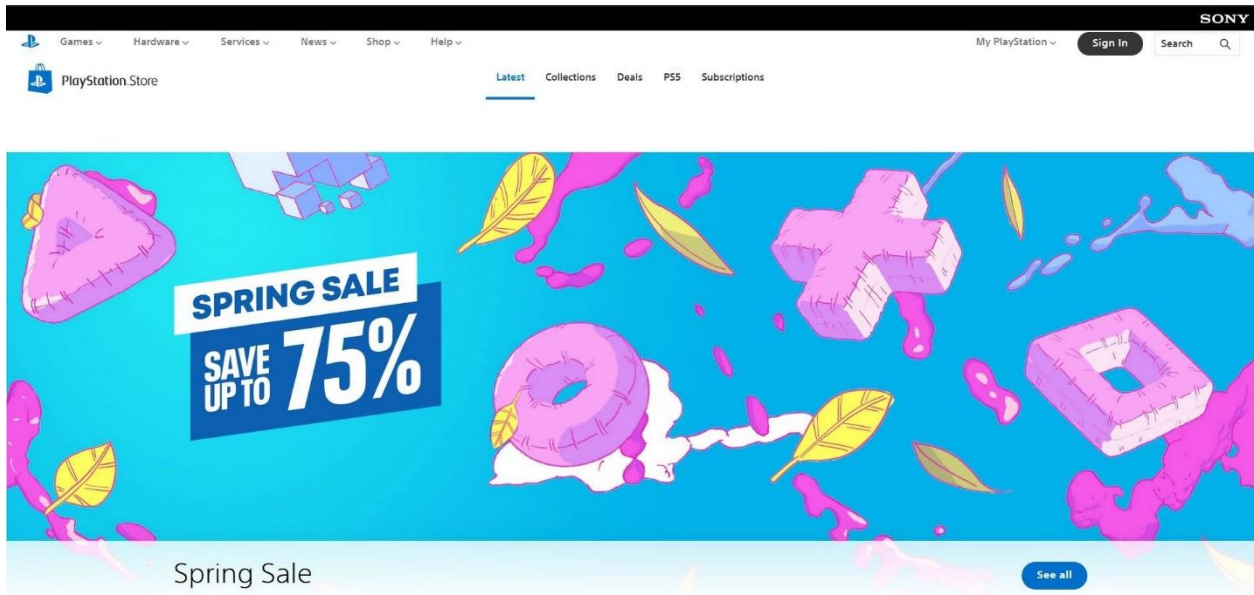 SONY
Games Hardware Services News Shop Help My PlayStation Sign In Search
PlayStation Store Latest Collections Deals PS5 Subscriptions
SPRING SALE
SAVE
UP TO 75%
Spring Sale See all